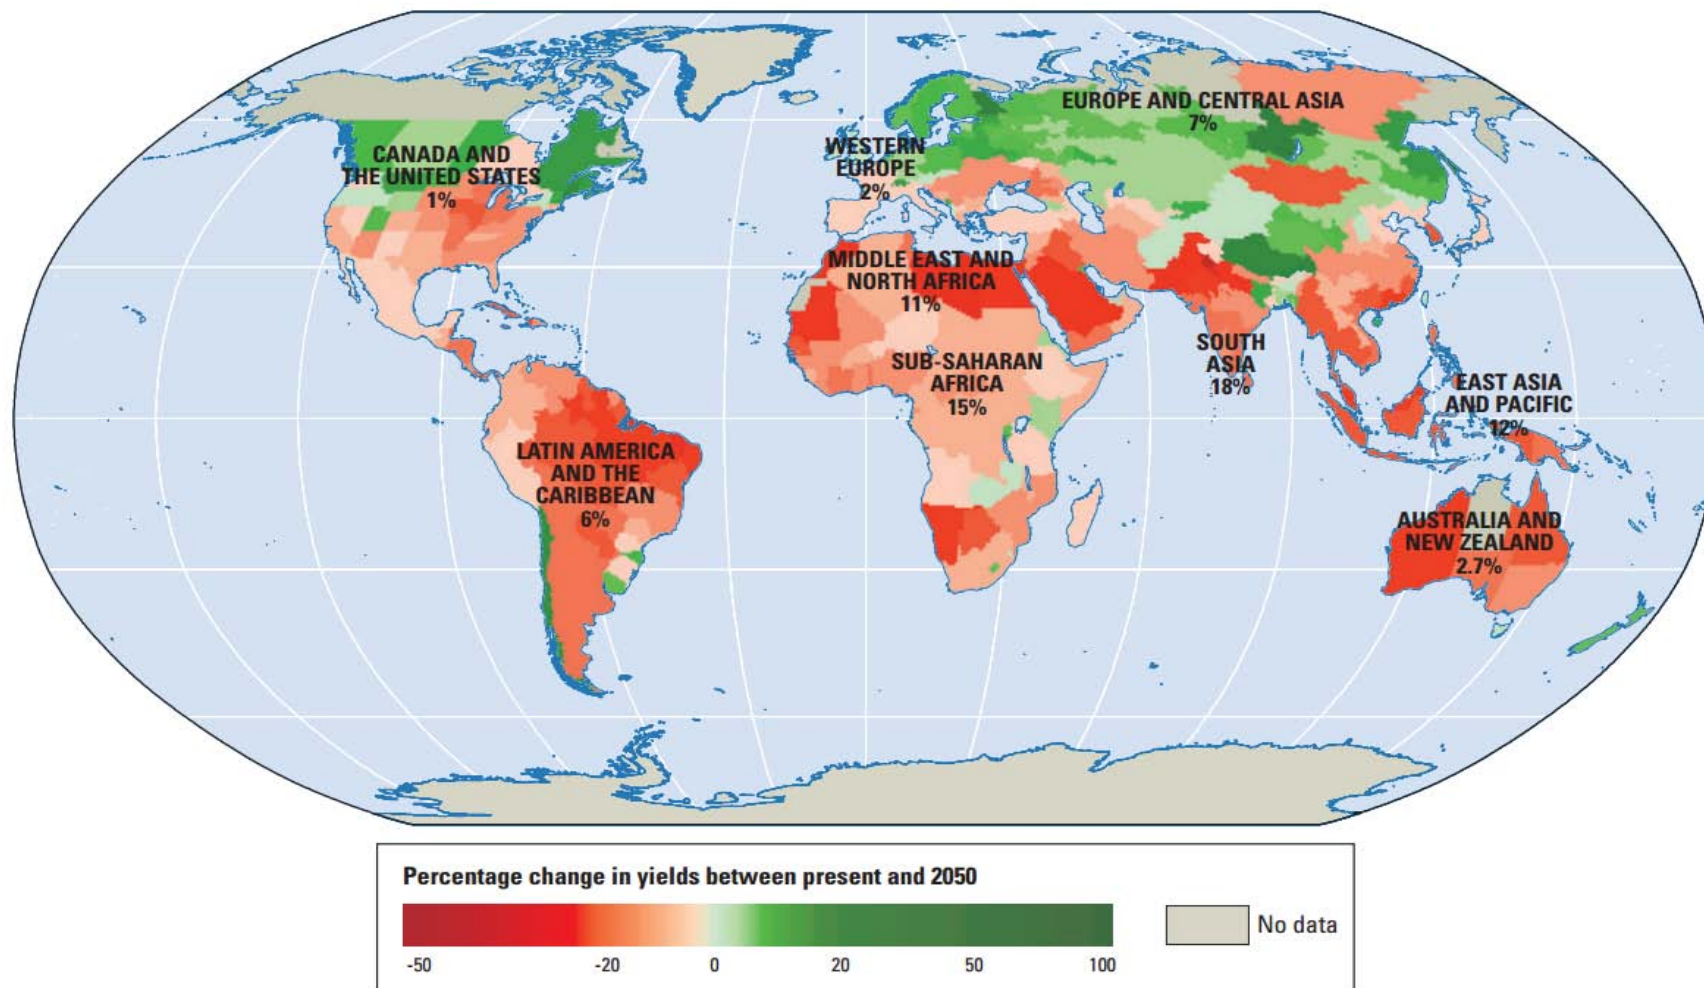 EUROPE AND CENTRAL ASIA
7%
WESTERN
EUROPE
2%
CANADA AND
THE UNITED STATES
1%
MIDDLE EAST AND
NORTH AFRICA
11%
SUB-SAHARAN
AFRICA
15%
SOUTH
ASIA
18%
EAST ASIA
AND PACIFIC
12%
LATIN AMERICA
AND THE
CARIBBEAN
6%
AUSTRALIA AND
NEW ZEALAND
2.7%
Percentage change in yields between present and 2050
-50 -20 0 20 50 100
No data